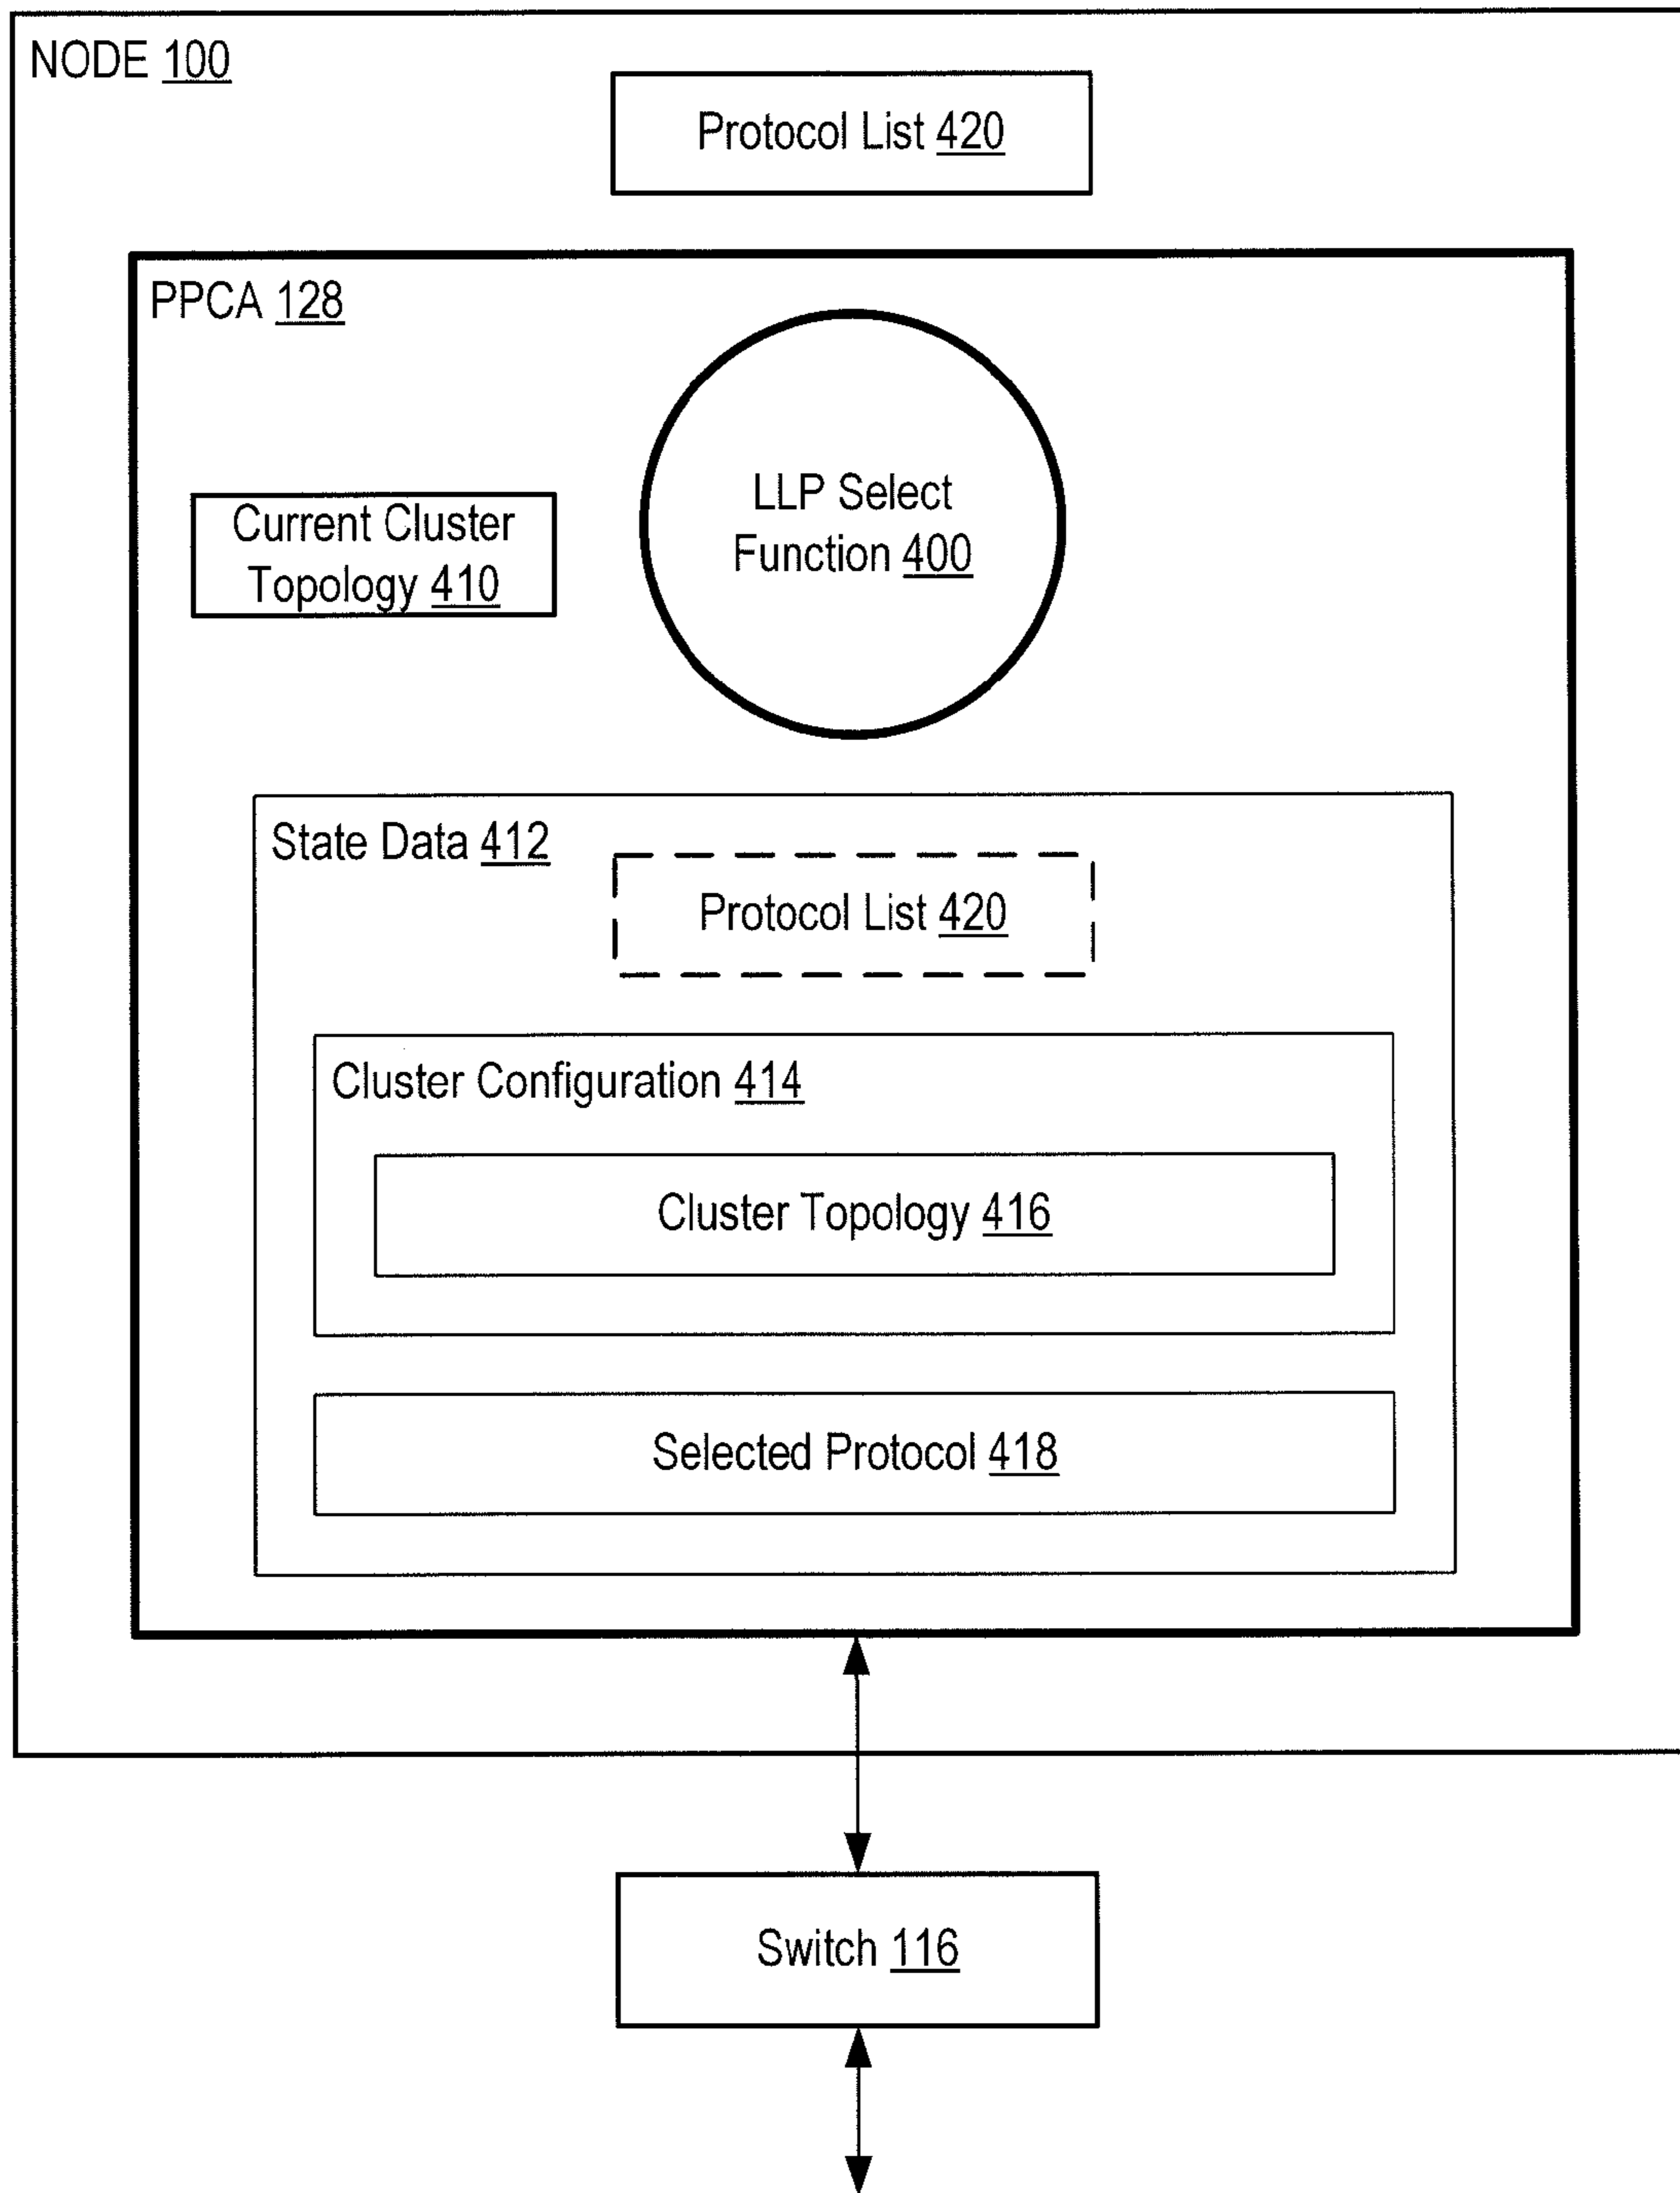 NODE 100
Protocol List 420
PPCA 128
LLP Select
Function 400
Current Cluster
Topology 410
State Data 412
Protocol List 420
Cluster Configuration 414
Cluster Topology 416
Selected Protocol 418
Switch 116